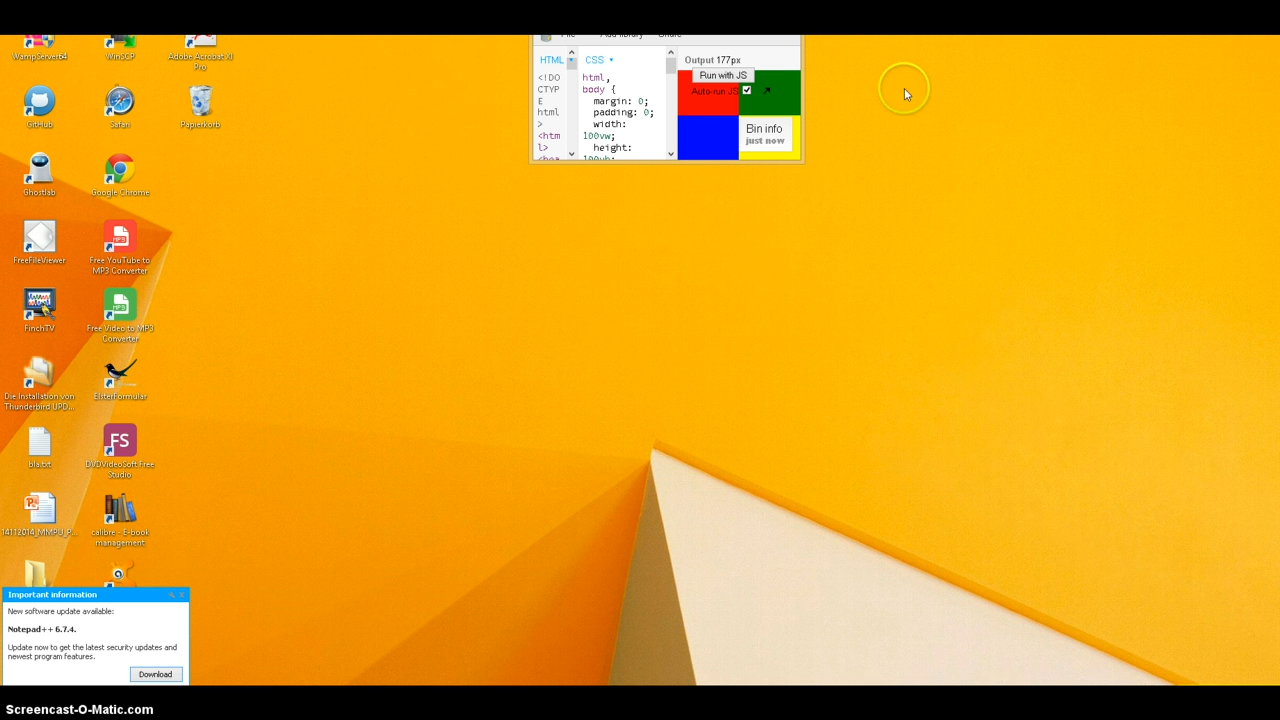 WampServer64
WinSCP
Adobe Acrobat XI
Pro
GitHub
Safari
Papierkorb
Ghostlab
Google Chrome
FreeFileViewer
Free YouTube to
MP3 Converter
FinchTV
Free Video to MP3
Converter
Die Installation von
Thunderbird UPD...
ElsterFormular
bla.txt
DVDVideoSoft Free
Studio
14112014_MMPU_P...
calibre - E-book
management
HTML
CSS
Output 177px
<!DO
CTYP
E
html
>
<htm
l>
<hea
html,
body {
margin: 0;
padding: 0;
width:
100vw;
height:
100vh;
Run with JS
Auto-run JS
Bin info
just now
Important information
New software update available:
Notepad++ 6.7.4.
Update now to get the latest security updates and
newest program features.
Download
Screencast-O-Matic.com